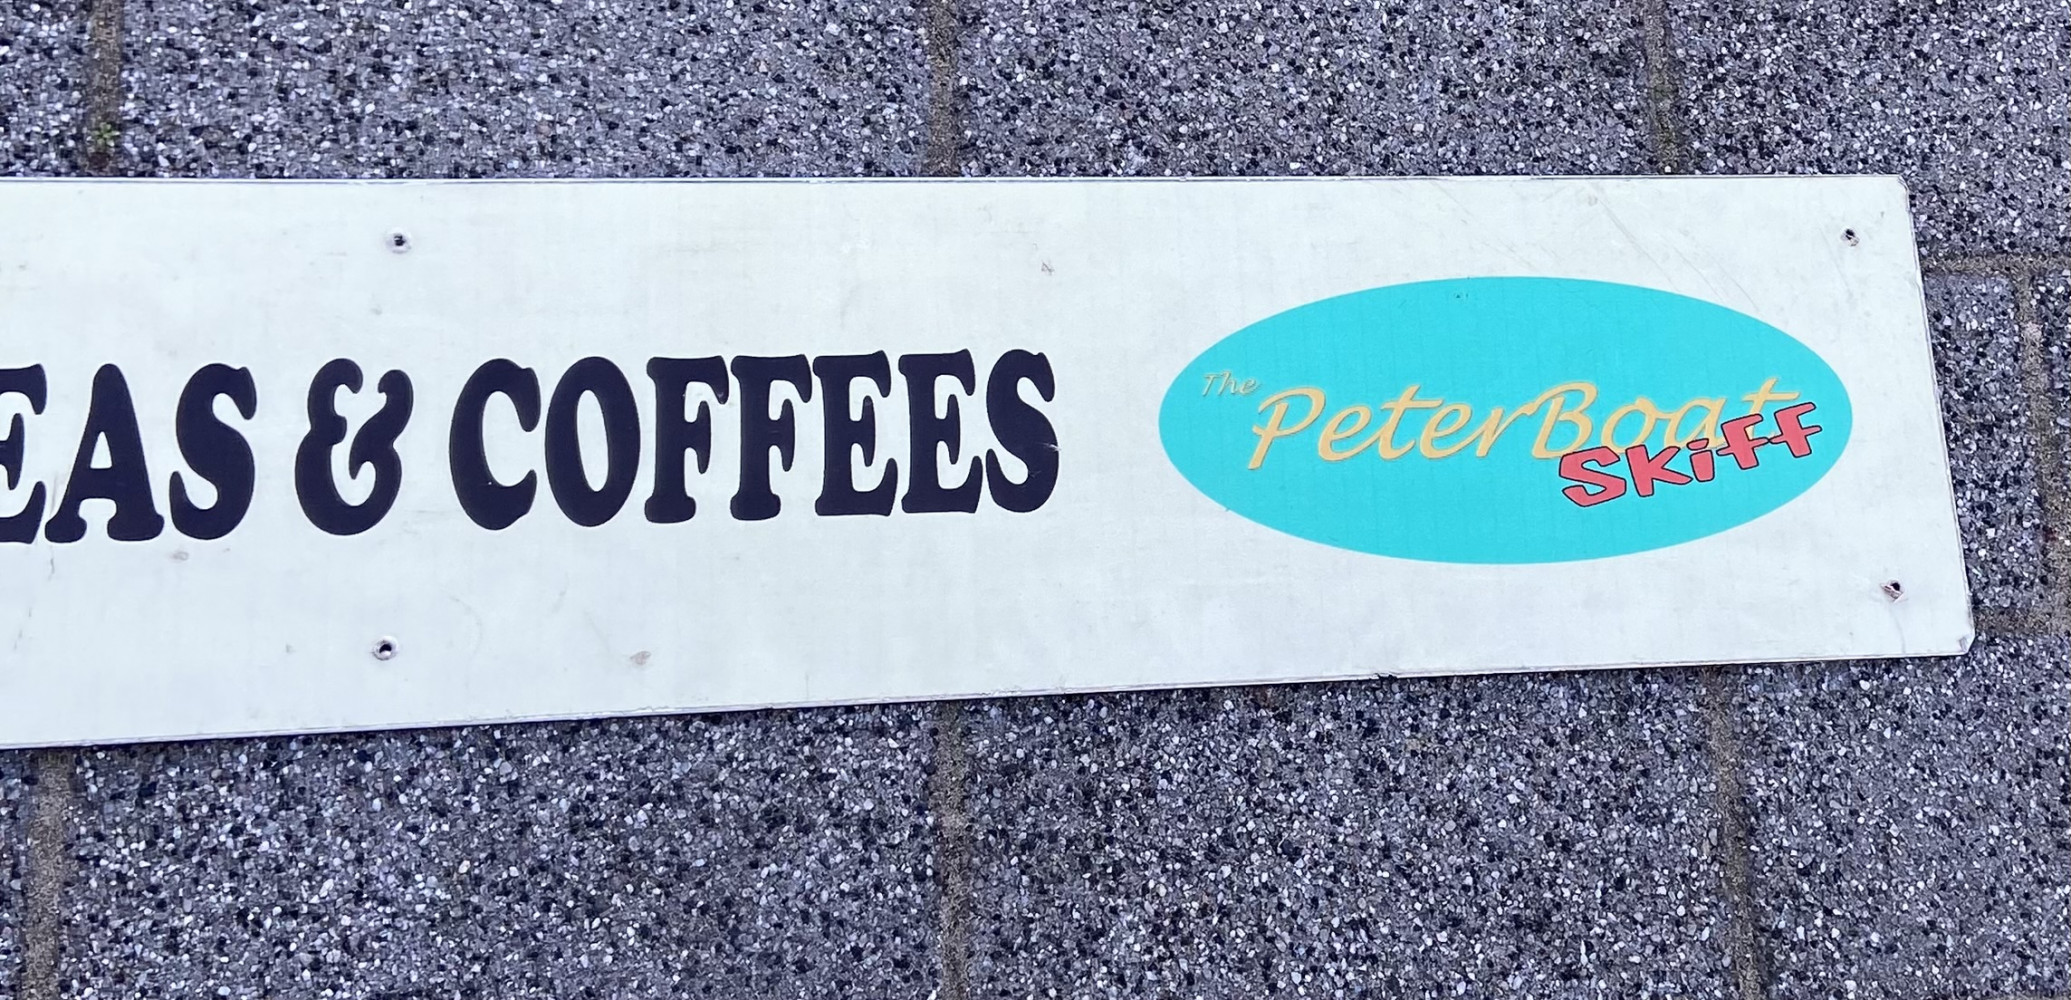 EAS & COFFEES
The PeterBoat
Skiff